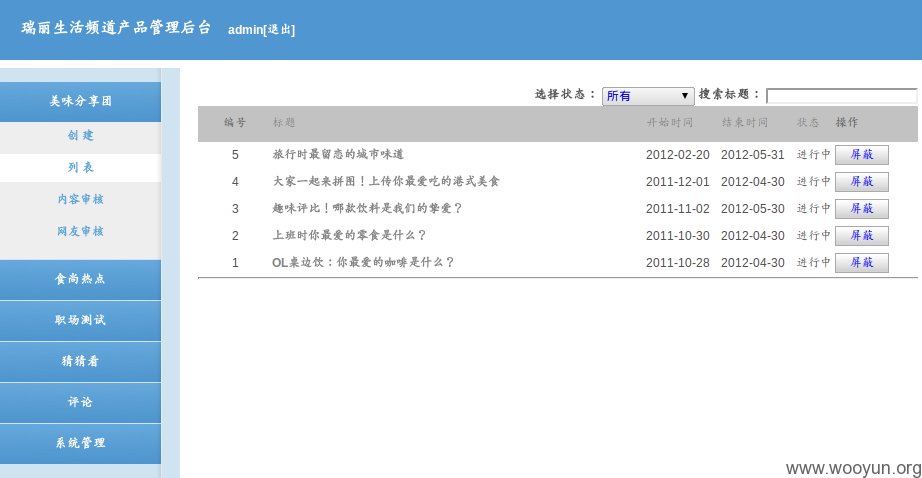 瑞丽生活频道产品管理后台 admin[退出]
美味分享团
创建
列表
内容审核
网友审核
食尚热点
职场测试
猜猜看
评论
系统管理
选择状态： 所有 搜索标题：
编号 标题 开始时间 结束时间 状态 操作
5 旅行时最留恋的城市味道 2012-02-20 2012-05-31 进行中 屏蔽
4 大家一起来拼图！上传你最爱吃的港式美食 2011-12-01 2012-04-30 进行中 屏蔽
3 趣味评比！哪款饮料是我们的挚爱？ 2011-11-02 2012-05-30 进行中 屏蔽
2 上班时你最爱的零食是什么？ 2011-10-30 2012-04-30 进行中 屏蔽
1 OL桌边饮：你最爱的咖啡是什么？ 2011-10-28 2012-04-30 进行中 屏蔽
www.wooyun.org